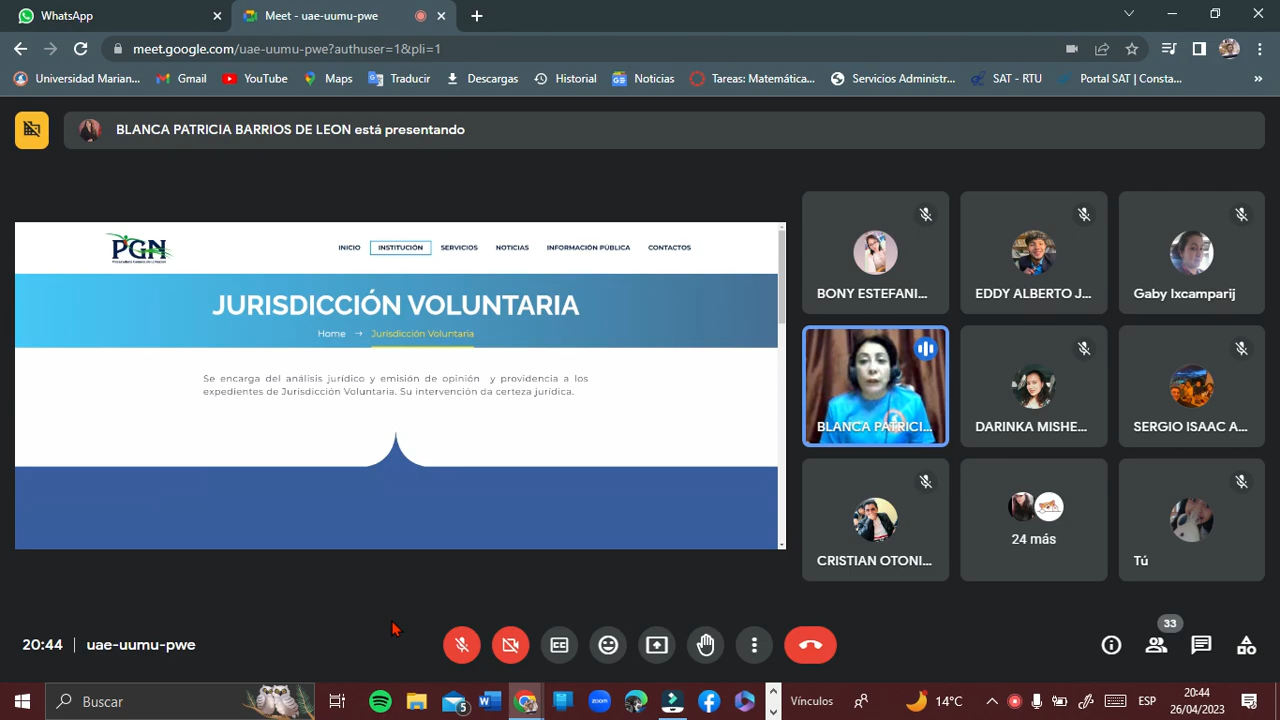 WhatsApp
Meet - uae-uumu-pwe
meet.google.com/uae-uumu-pwe?authuser=1&pli=1
Universidad Marian...
Gmail
YouTube
Maps
Traducir
Descargas
Historial
Noticias
Tareas Matemática...
Servicios Administr...
SAT - RTU
Portal SAT | Consta...
»
BLANCA PATRICIA BARRIOS DE LEON está presentando
PGN
INICIO INSTITUCIÓN SERVICIOS NOTICIAS INFORMACIÓN PÚBLICA CONTACTOS
JURISDICCIÓN VOLUNTARIA
Home → Jurisdicción Voluntaria
Se encarga del análisis jurídico y emisión de opinión y providencia a los
expedientes de Jurisdicción Voluntaria. Su intervención da certeza jurídica.
BONY ESTEFANI...
EDDY ALBERTO J...
Gaby Ixcamparij
BLANCA PATRICI...
DARINKA MISHE...
SERGIO ISAAC A...
CRISTIAN OTONI...
24 más
Tú
20:44 | uae-uumu-pwe
33
Buscar
5
zoom
Vínculos
14°C
ESP
20:44
26/04/2023